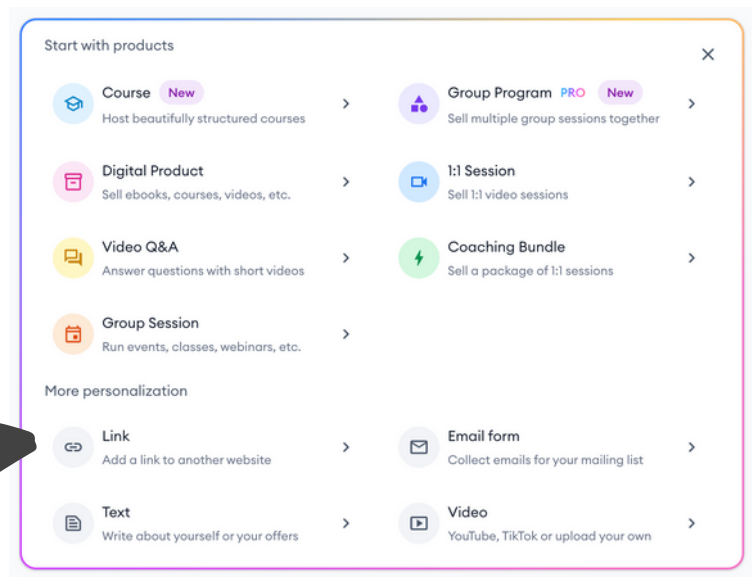 Start with products
Course New
Host beautifully structured courses
Group Program PRO New
Sell multiple group sessions together
Digital Product
Sell ebooks, courses, videos, etc.
1:1 Session
Sell 1:1 video sessions
Video Q&A
Answer questions with short videos
Coaching Bundle
Sell a package of 1:1 sessions
Group Session
Run events, classes, webinars, etc.
More personalization
Link
Add a link to another website
Email form
Collect emails for your mailing list
Text
Write about yourself or your offers
Video
YouTube, TikTok or upload your own